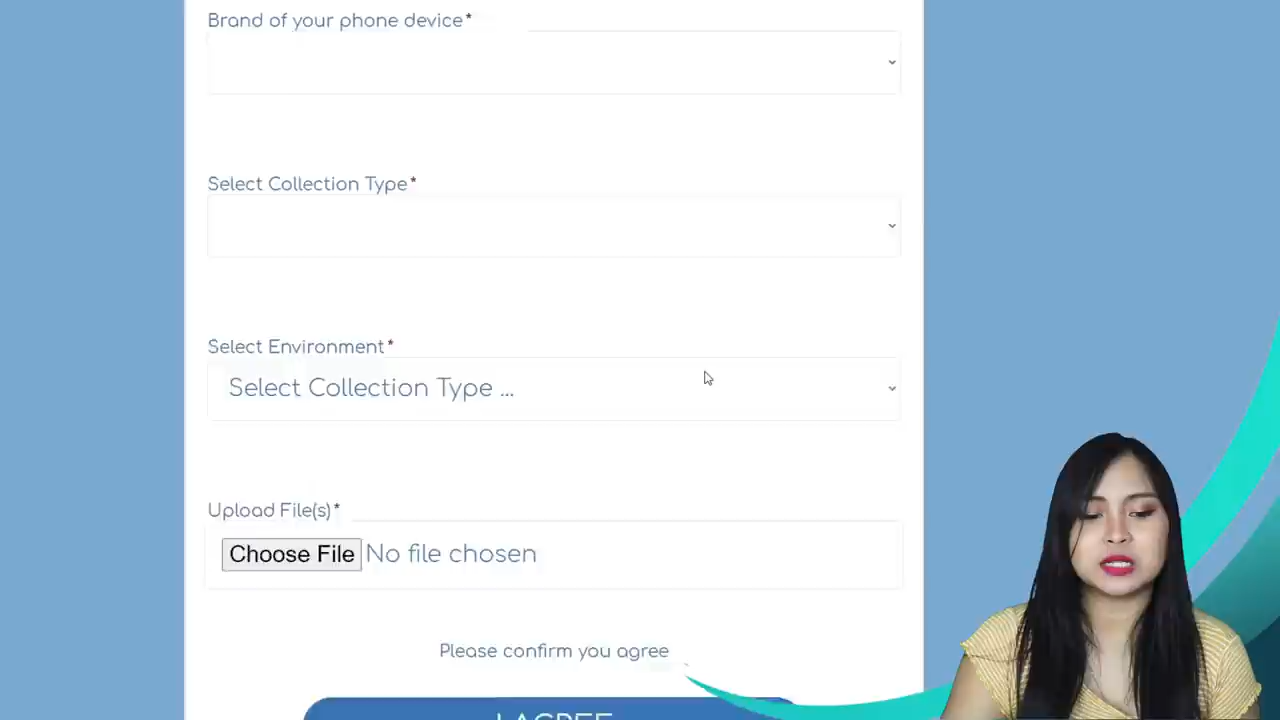 Brand of your phone device*
Select Collection Type*
Select Environment*
Select Collection Type ...
Upload File(s)*
Choose File No file chosen
Please confirm you agree
I AGREE